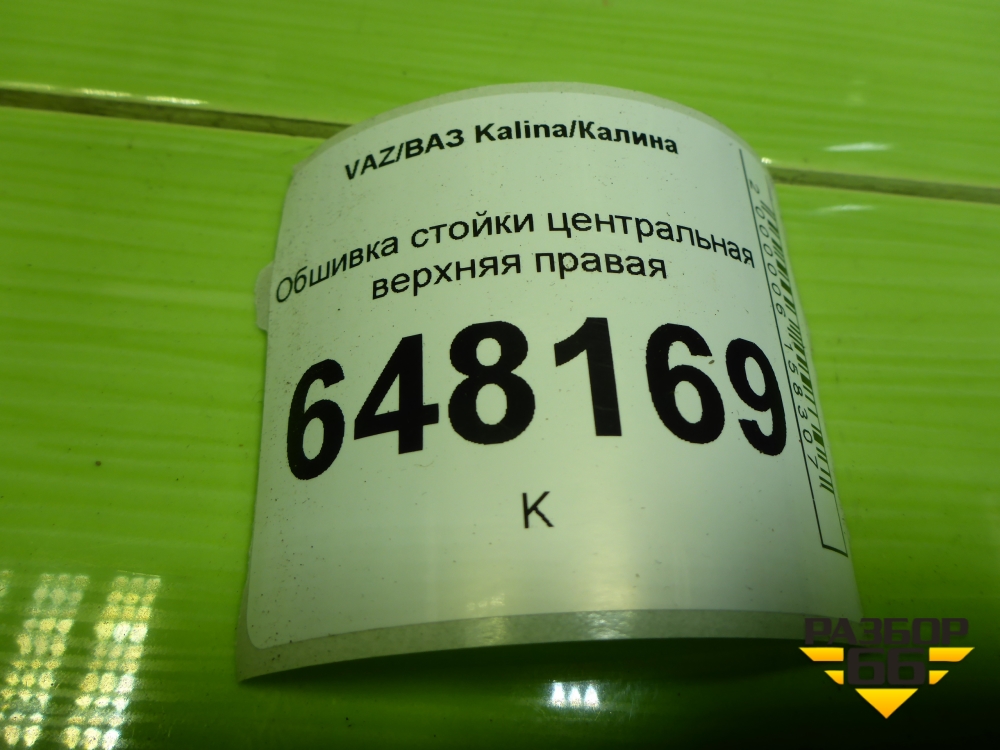 VAZ/ВАЗ Kalina/Калина
Обшивка стойки центральная
верхняя правая
648169
К
РАЗБОР
66